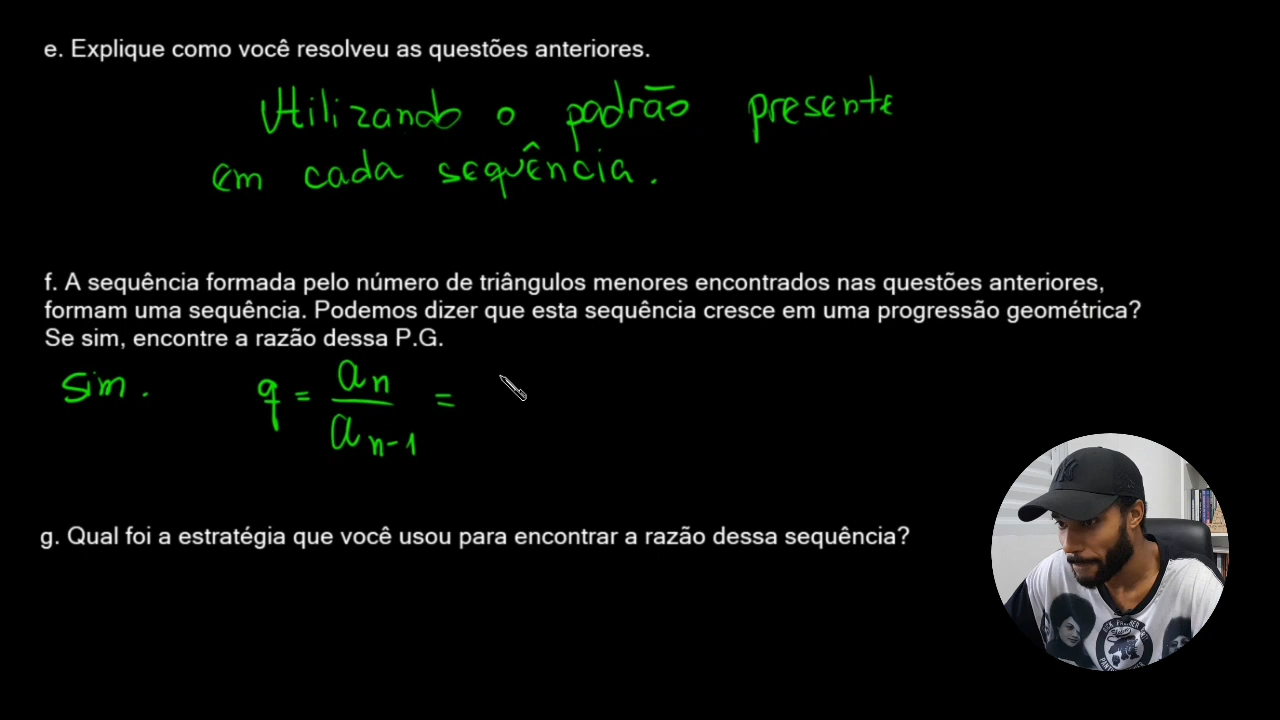 e. Explique como você resolveu as questões anteriores.
Utilizando o padrão presente
em cada sequência.
f. A sequência formada pelo número de triângulos menores encontrados nas questões anteriores,
formam uma sequência. Podemos dizer que esta sequência cresce em uma progressão geométrica?
Se sim, encontre a razão dessa P.G.
Sim. q = a_n / a_{n-1} =
g. Qual foi a estratégia que você usou para encontrar a razão dessa sequência?